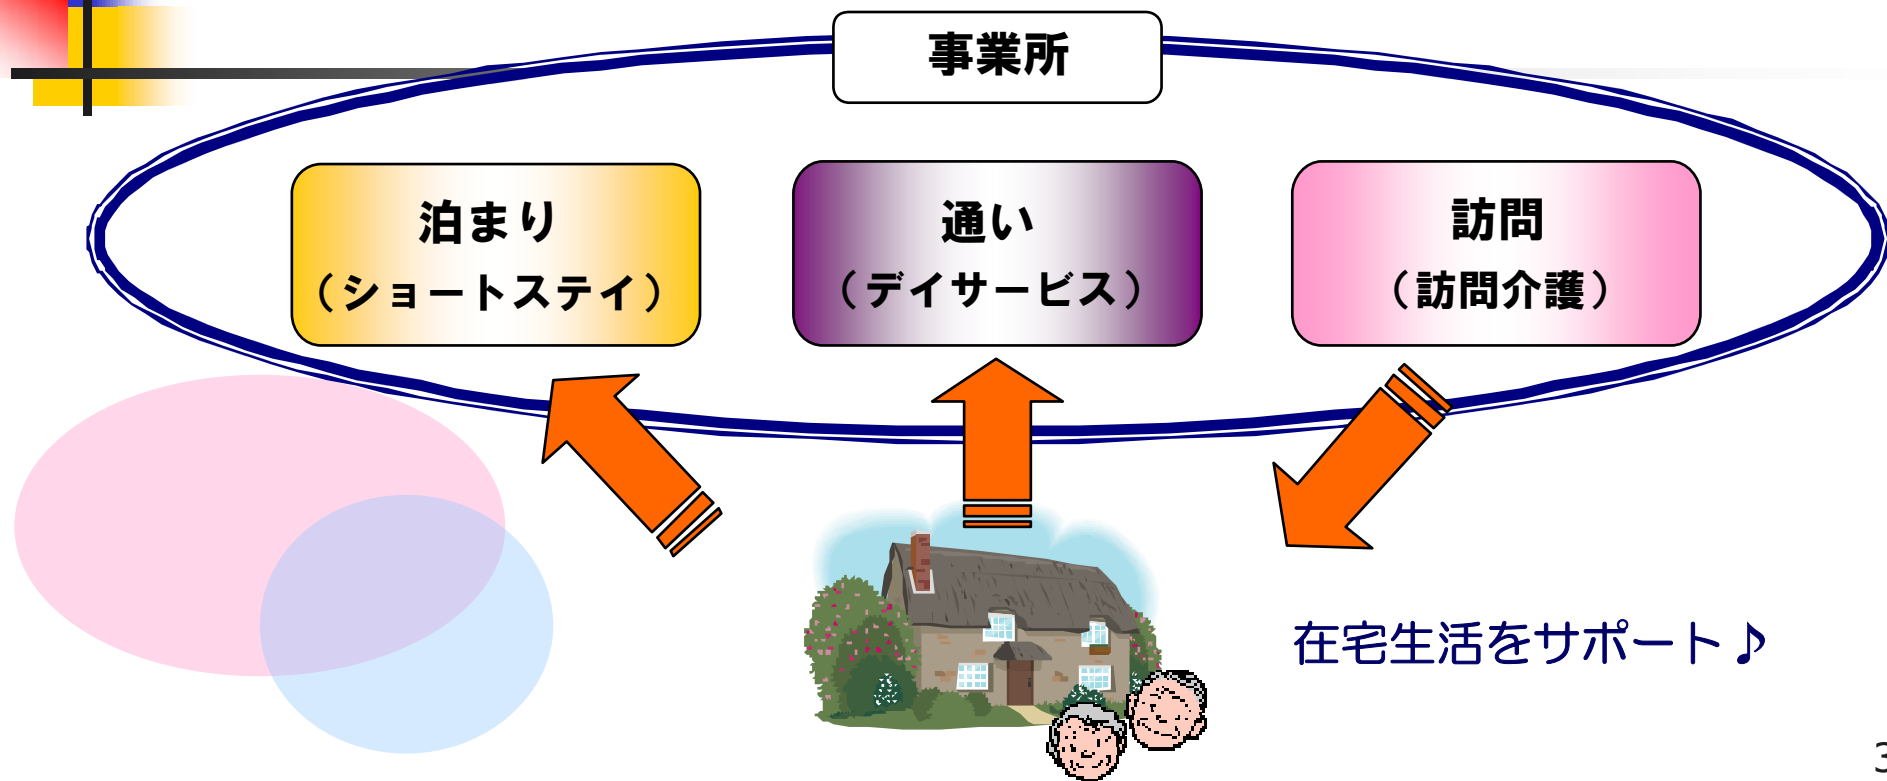 事業所
泊まり
（ショートステイ）
通い
（デイサービス）
訪問
（訪問介護）
在宅生活をサポート♪
3